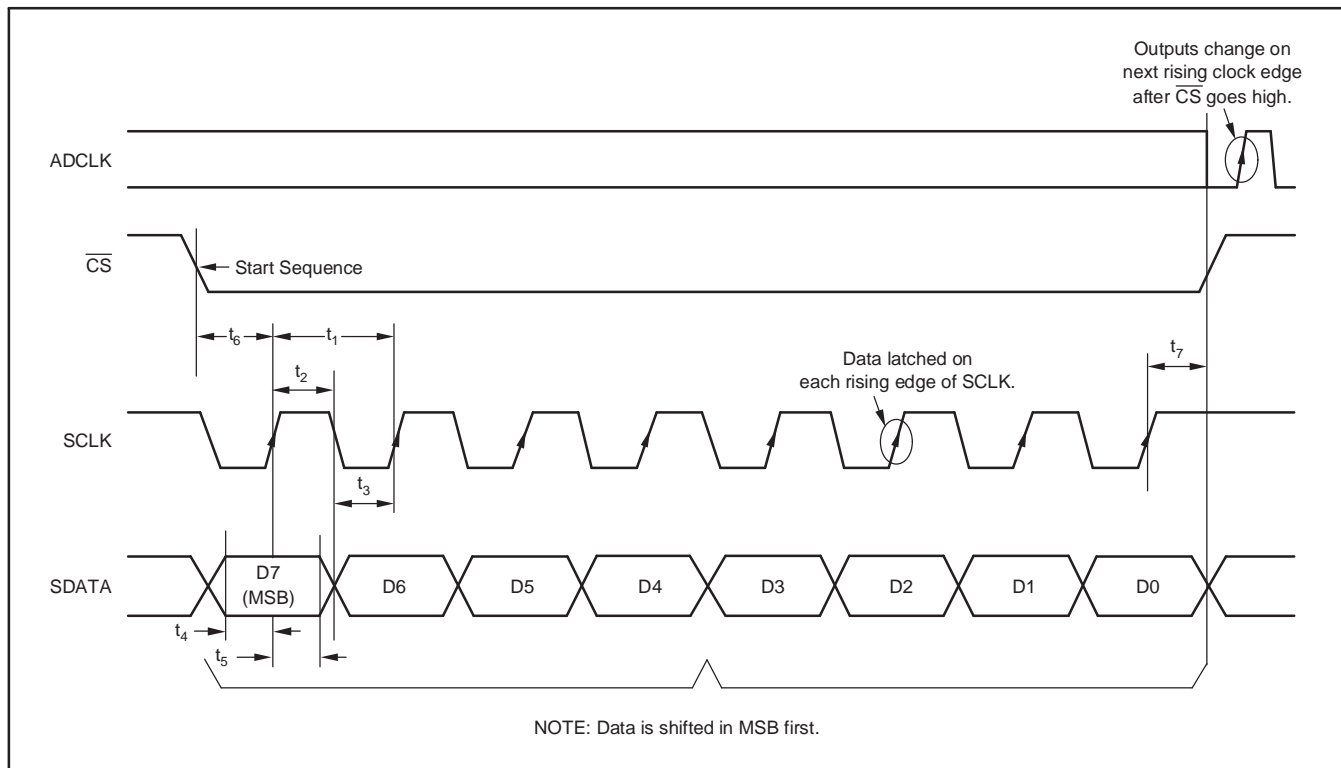 Outputs change on
next rising clock edge
after C̅S̅ goes high.
ADCLK
C̅S̅
Start Sequence
t6
t1
t2
Data latched on
each rising edge of SCLK.
t7
SCLK
t3
SDATA
D7
(MSB)
D6
D5
D4
D3
D2
D1
D0
t4
t5
NOTE: Data is shifted in MSB first.